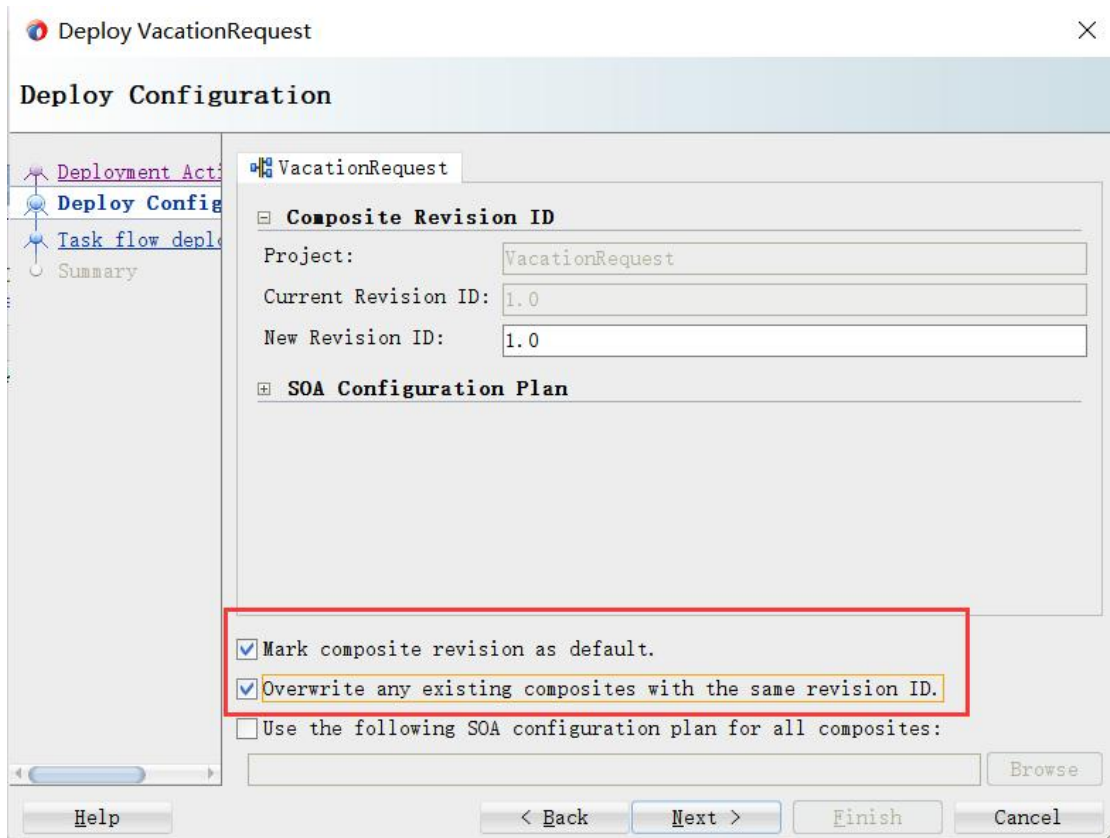 Deploy VacationRequest
Deploy Configuration
Deployment Acti
Deploy Config
Task flow deplo
Summary
VacationRequest
Composite Revision ID
Project: VacationRequest
Current Revision ID: 1.0
New Revision ID: 1.0
SOA Configuration Plan
Mark composite revision as default.
Overwrite any existing composites with the same revision ID.
Use the following SOA configuration plan for all composites:
Browse
Help < Back Next > Finish Cancel